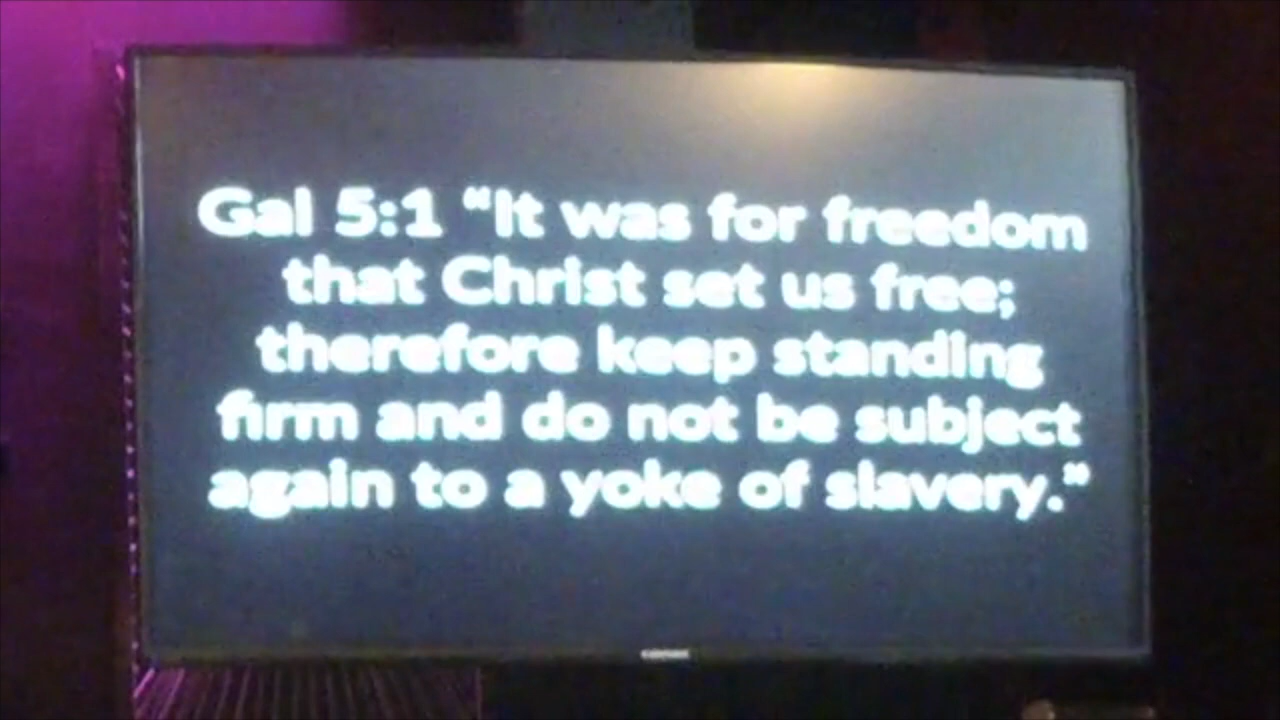 Gal 5:1 “It was for freedom
that Christ set us free;
therefore keep standing
firm and do not be subject
again to a yoke of slavery.”